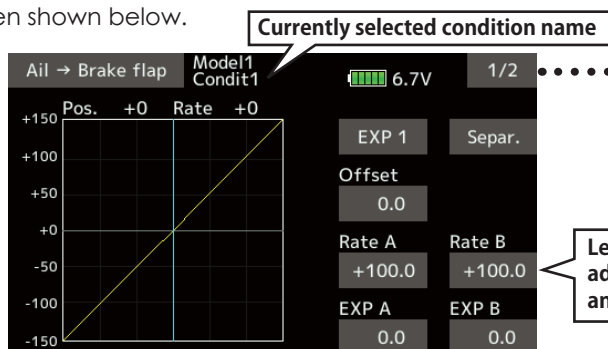 en shown below.
Currently selected condition name
Ail → Brake flap
Model1
Condit1
6.7V
1/2
Pos. +0 Rate +0
+150
+100
+50
+0
-50
-100
-150
EXP 1
Separ.
Offset
0.0
Rate A
Rate B
+100.0
+100.0
EXP A
EXP B
0.0
0.0
Le
ad
an